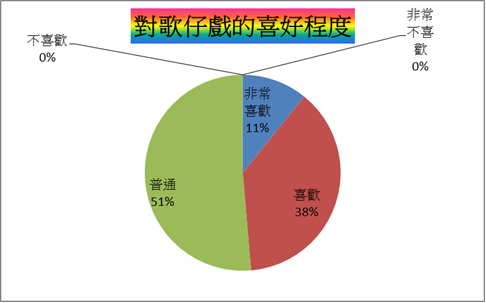 對歌仔戲的喜好程度
非常
不喜
歡
0%
不喜歡
0%
非常
喜歡
11%
喜歡
38%
普通
51%